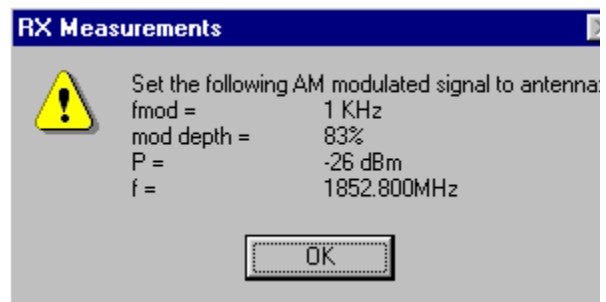 RX Measurements
Set the following AM modulated signal to antenna:
fmod = 1 KHz
mod depth = 83%
P = -26 dBm
f = 1852.800MHz
OK